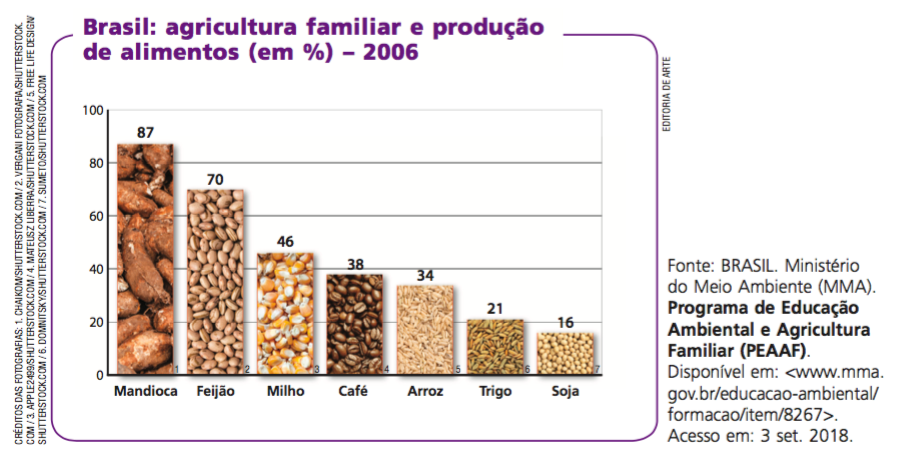 Brasil: agricultura familiar e produção
de alimentos (em %) – 2006
100
80
60
40
20
0
87
70
46
38
34
21
16
1
2
3
4
5
6
7
Mandioca Feijão Milho Café Arroz Trigo Soja
CRÉDITOS DAS FOTOGRAFIAS: 1. CHAIKOM/SHUTTERSTOCK.COM / 2. VERGANI FOTOGRAFIA/SHUTTERSTOCK.
COM / 3. APPLE2499/SHUTTERSTOCK.COM / 4. MATEUSZ LIBERRA/SHUTTERSTOCK.COM / 5. FREE LIFE DESIGN/
SHUTTERSTOCK.COM / 6. DOMNITSKY/SHUTTERSTOCK.COM / 7. SUMETO/SHUTTERSTOCK.COM
EDITORIA DE ARTE
Fonte: BRASIL. Ministério
do Meio Ambiente (MMA).
Programa de Educação
Ambiental e Agricultura
Familiar (PEAAF).
Disponível em: <www.mma.
gov.br/educacao-ambiental/
formacao/item/8267>.
Acesso em: 3 set. 2018.